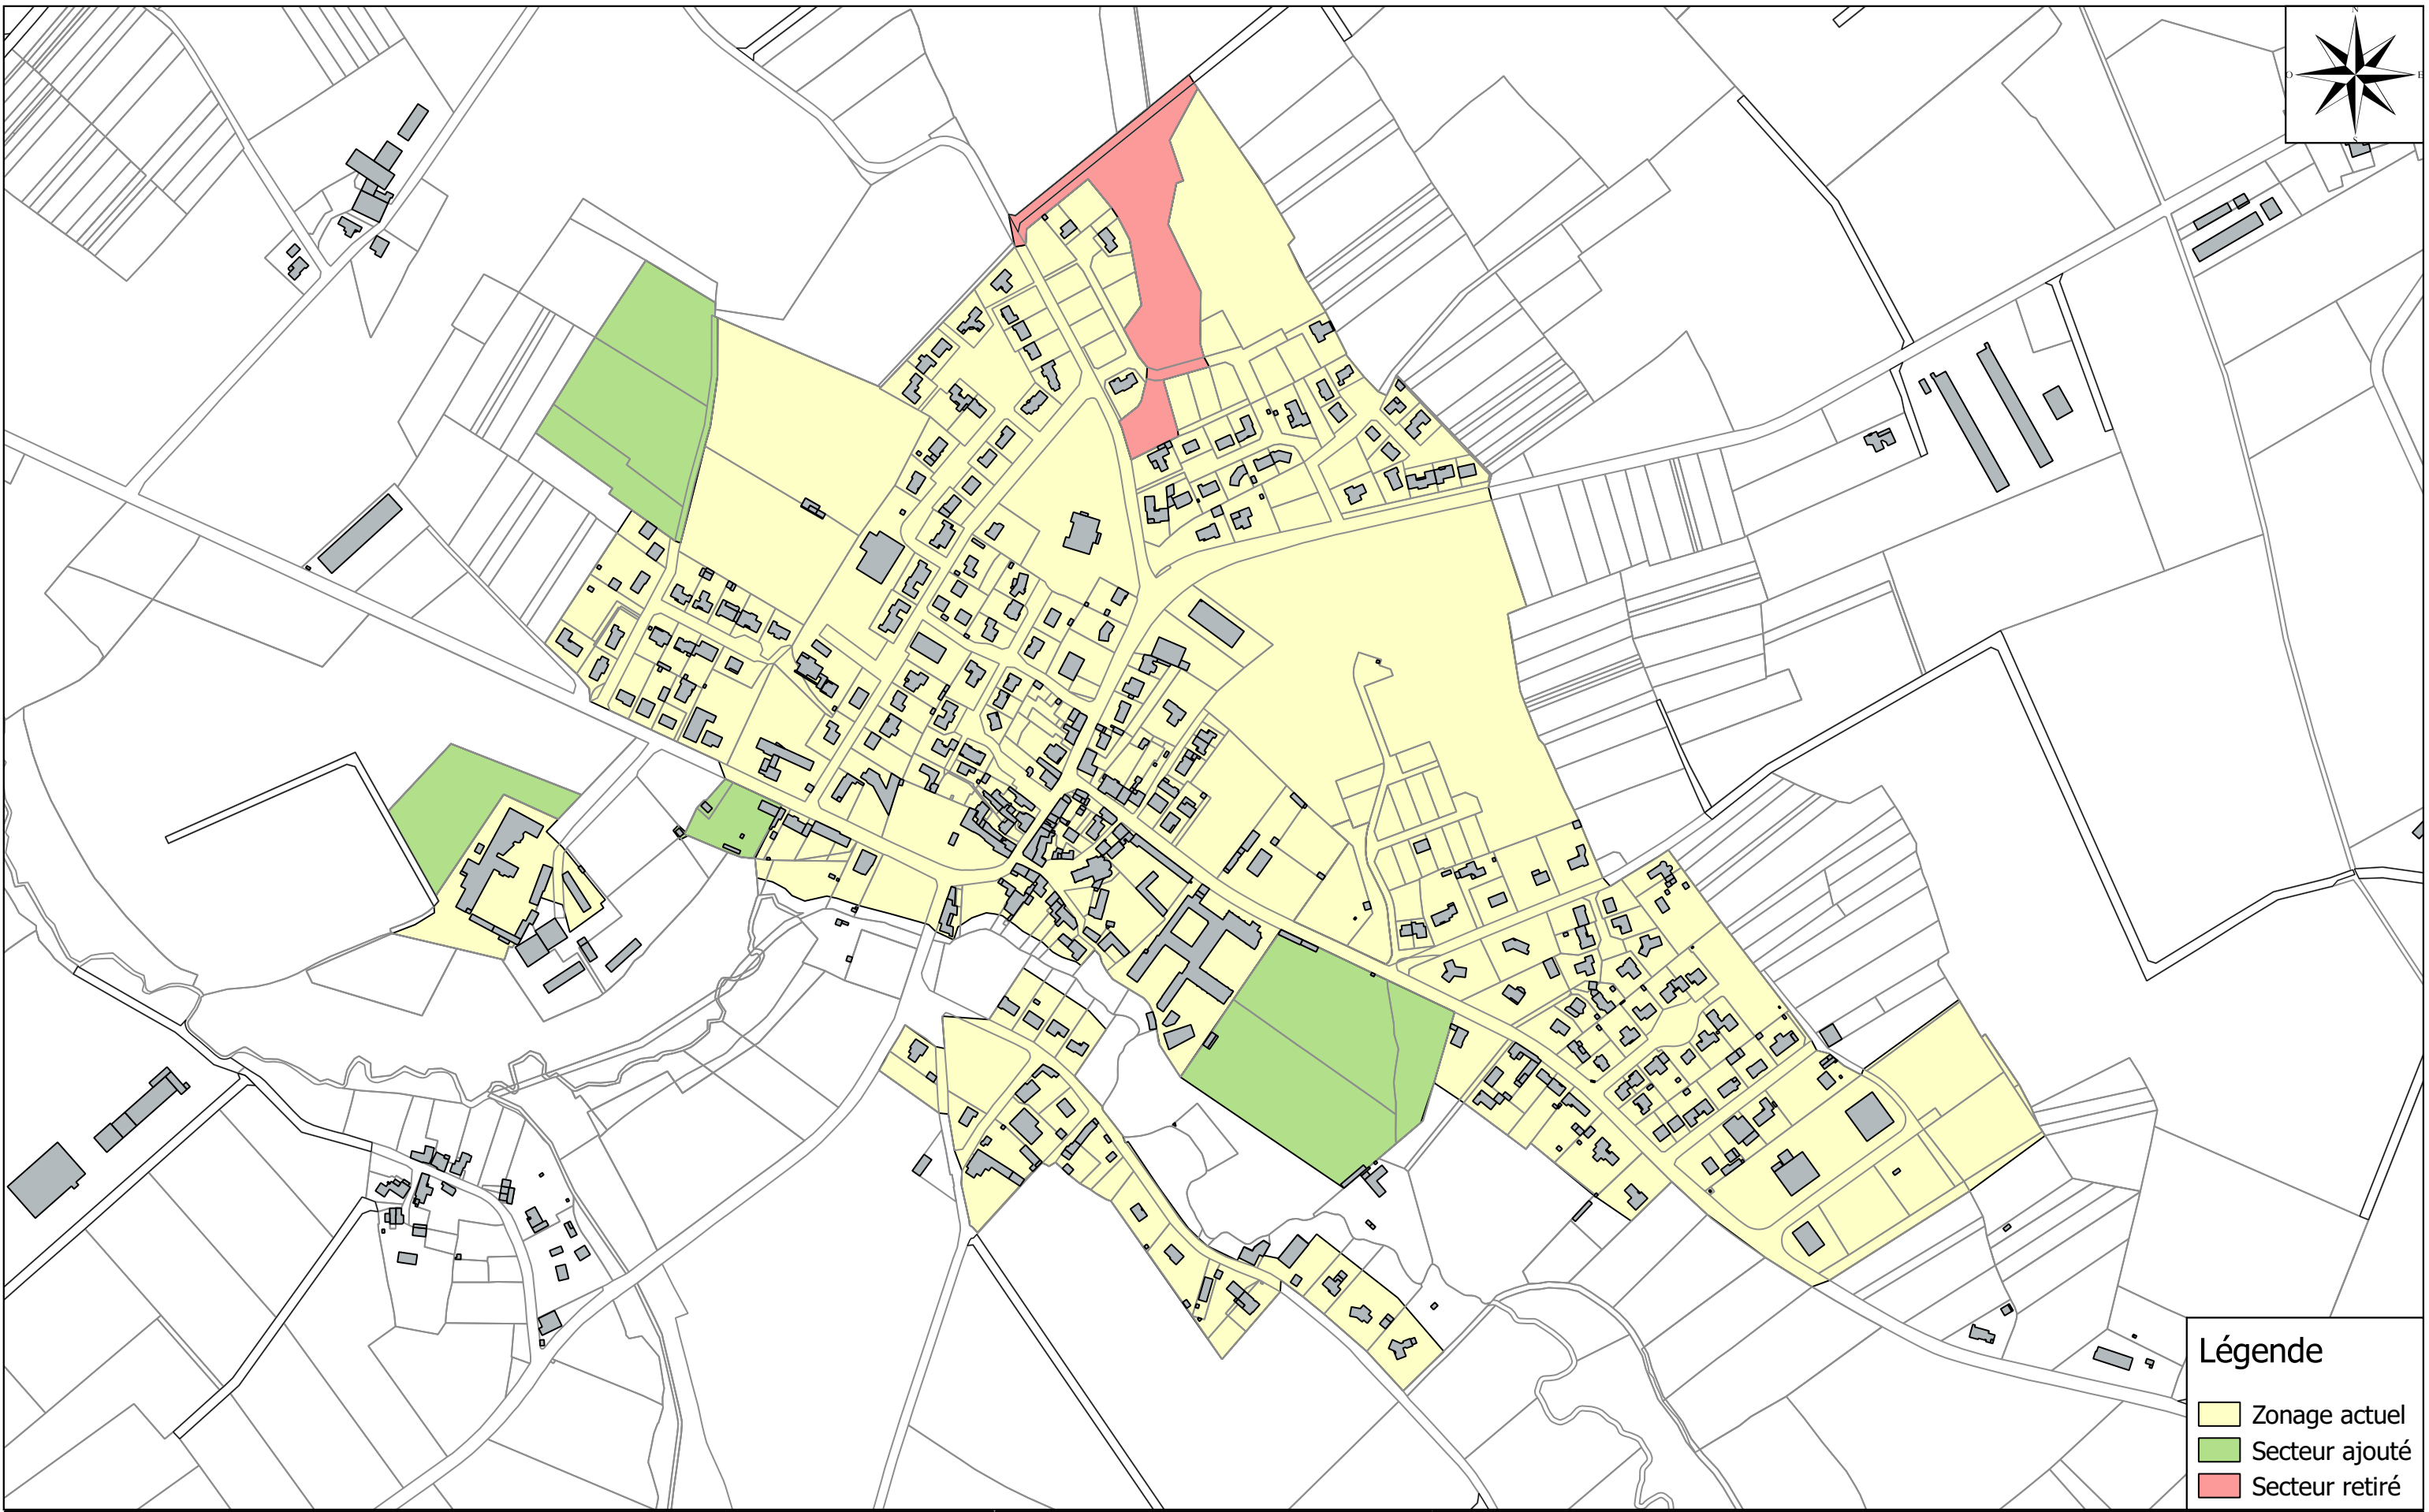 N
O
E
S
Légende
Zonage actuel
Secteur ajouté
Secteur retiré